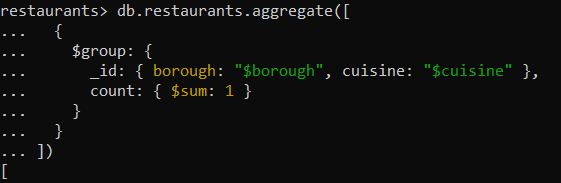 restaurants> db.restaurants.aggregate([
...   {
...     $group: {
...       _id: { borough: "$borough", cuisine: "$cuisine" },
...       count: { $sum: 1 }
...     }
...   }
... ])
[